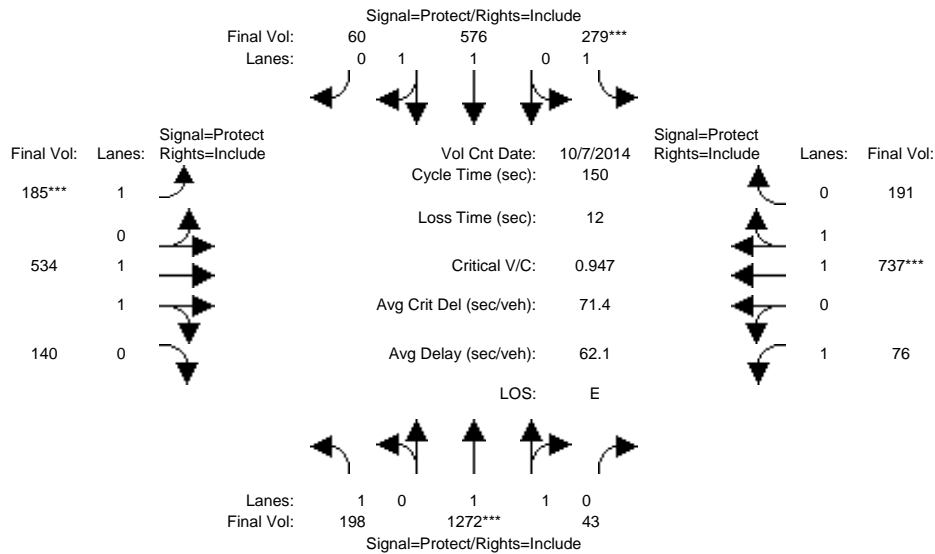 Signal=Protect/Rights=Include
Final Vol: 60 576 279***
Lanes: 0 1 1 0 1
Signal=Protect
Final Vol: Lanes: Rights=Include
Vol Cnt Date: 10/7/2014
Signal=Protect
Rights=Include Lanes: Final Vol:
Cycle Time (sec): 150
185*** 1
0 191
Loss Time (sec): 12
0
1
534 1
Critical V/C: 0.947
1 737***
1
Avg Crit Del (sec/veh): 71.4
0
140 0
Avg Delay (sec/veh): 62.1
1 76
LOS: E
Lanes: 1 0 1 1 0
Final Vol: 198 1272*** 43
Signal=Protect/Rights=Include